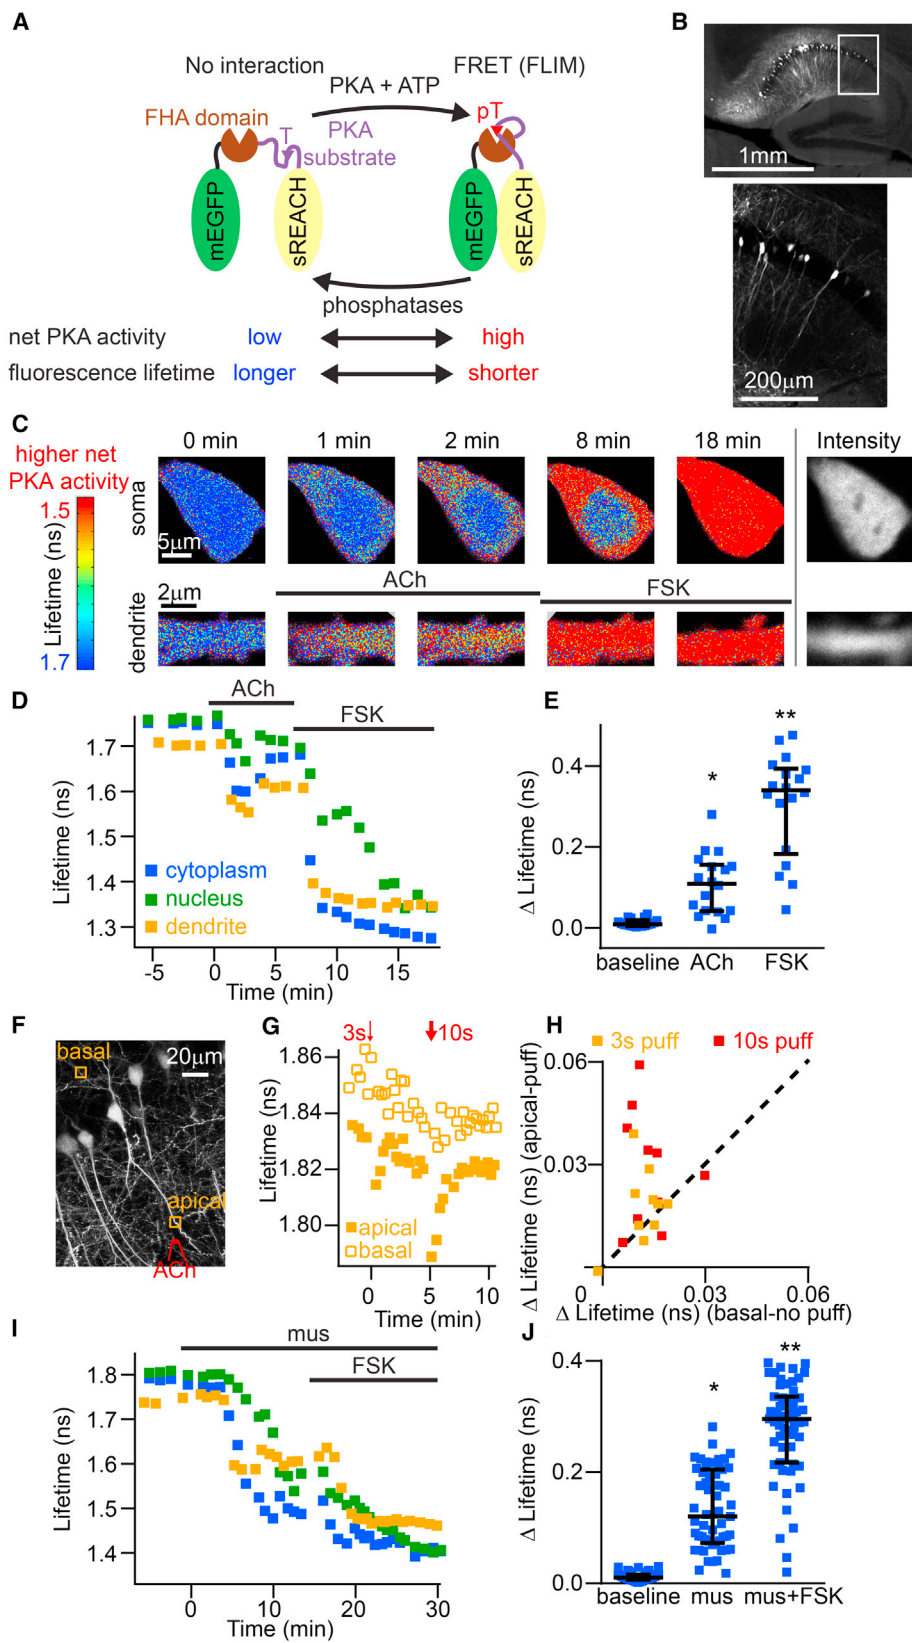 A
No interaction
FRET (FLIM)
PKA + ATP
FHA domain
T
PKA
substrate
pT
mEGFP
sREACH
mEGFP
sREACH
phosphatases
net PKA activity low high
fluorescence lifetime longer shorter
B
1mm
200μm
C
higher net
PKA activity
1.5
Lifetime (ns)
1.7
0 min 1 min 2 min 8 min 18 min Intensity
soma
5μm
ACh
FSK
2μm
dendrite
D
ACh
FSK
Lifetime (ns)
1.7
1.6
1.5
1.4
1.3
cytoplasm
nucleus
dendrite
-5 0 5 10 15
Time (min)
E
Δ Lifetime (ns)
0.4
0.2
0.0
*
**
baseline ACh FSK
F
basal
20μm
apical
ACh
G
3s
10s
Lifetime (ns)
1.86
1.84
1.82
1.80
apical
basal
0 5 10
Time (min)
H
3s puff
10s puff
Δ Lifetime (ns) (apical-puff)
0.06
0.03
0 0.03 0.06
Δ Lifetime (ns) (basal-no puff)
I
mus
FSK
Lifetime (ns)
1.8
1.7
1.6
1.5
1.4
0 10 20 30
Time (min)
J
Δ Lifetime (ns)
0.4
0.2
0.0
*
**
baseline mus mus+FSK